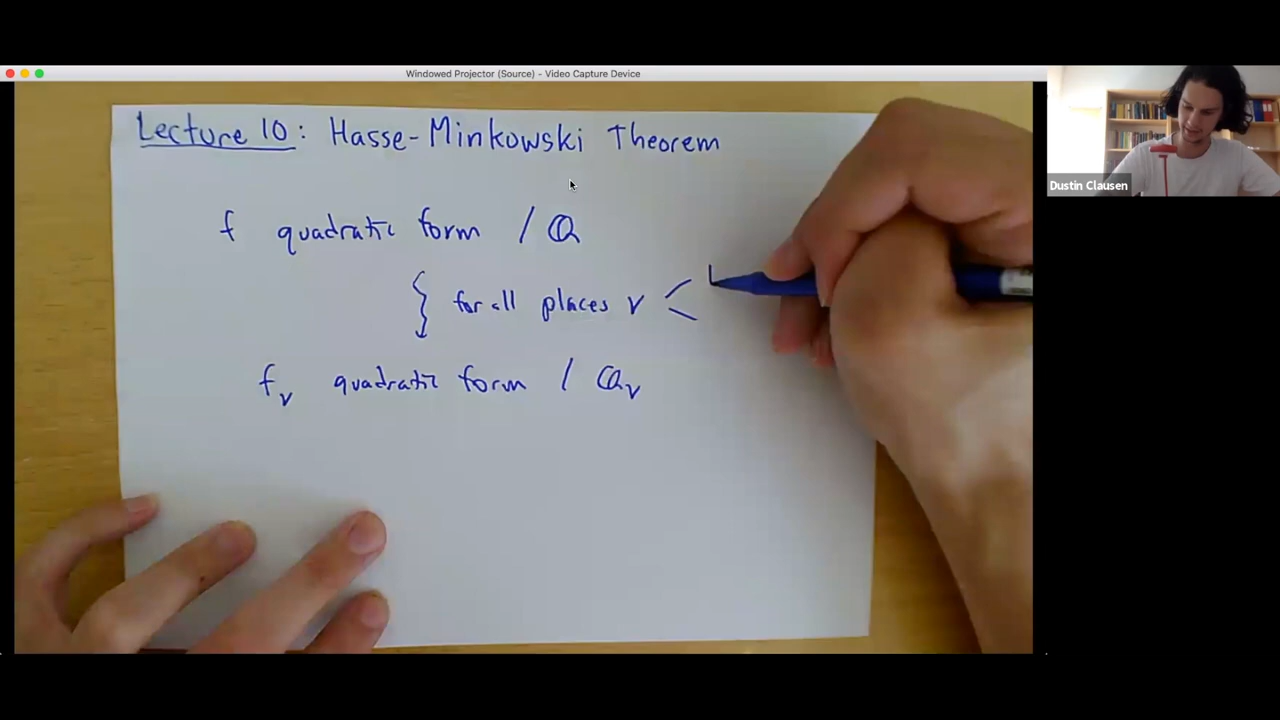 Windowed Projector (Source) - Video Capture Device
Lecture 10: Hasse-Minkowski Theorem
f quadratic form / ℚ
for all places v <
f_v quadratic form / ℚ_v
Dustin Clausen